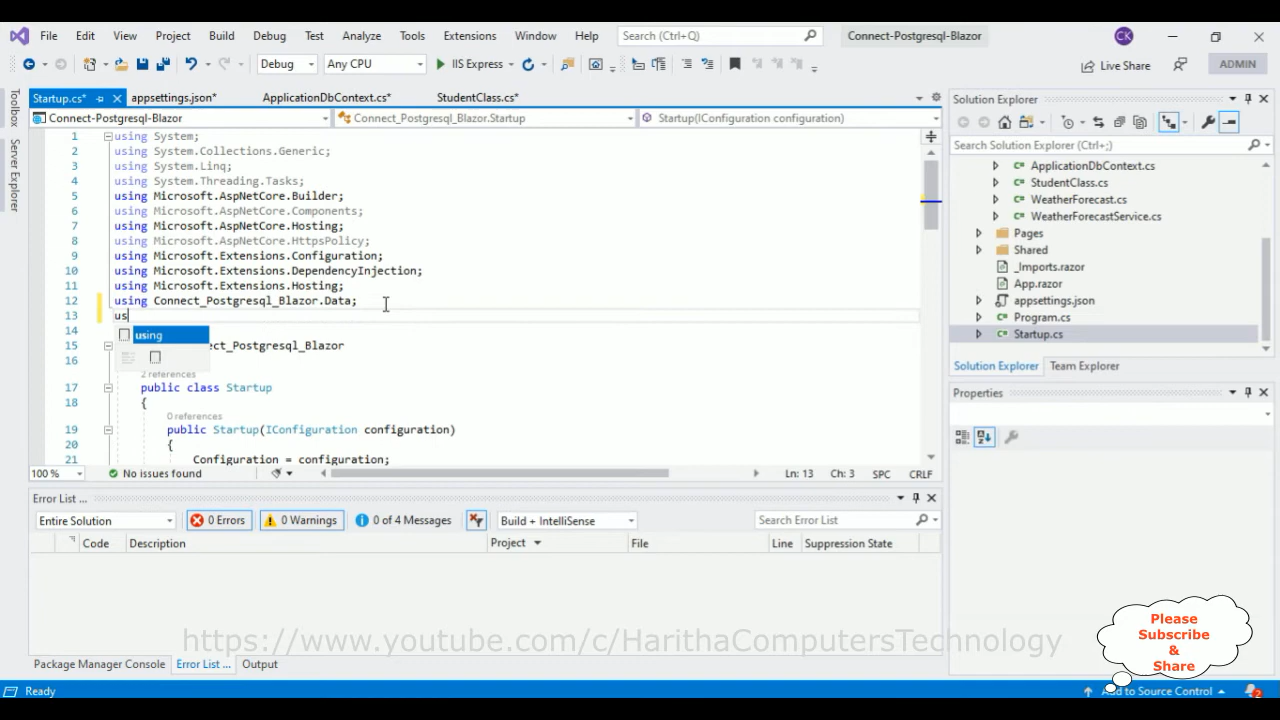 File Edit View Project Build Debug Test Analyze Tools Extensions Window Help Search (Ctrl+Q) Connect-Postgresql-Blazor CK
Debug Any CPU IIS Express Live Share ADMIN
Toolbox
Server Explorer
Startup.cs* appsettings.json* ApplicationDbContext.cs* StudentClass.cs*
Connect-Postgresql-Blazor Connect_Postgresql_Blazor.Startup Startup(IConfiguration configuration)
1 using System;
2 using System.Collections.Generic;
3 using System.Linq;
4 using System.Threading.Tasks;
5 using Microsoft.AspNetCore.Builder;
6 using Microsoft.AspNetCore.Components;
7 using Microsoft.AspNetCore.Hosting;
8 using Microsoft.AspNetCore.HttpsPolicy;
9 using Microsoft.Extensions.Configuration;
10 using Microsoft.Extensions.DependencyInjection;
11 using Microsoft.Extensions.Hosting;
12 using Connect_Postgresql_Blazor.Data;
13 us
using
14
15 ect_Postgresql_Blazor
16
2 references
17 public class Startup
18 {
0 references
19 public Startup(IConfiguration configuration)
20 {
21 Configuration = configuration;
100 % No issues found Ln: 13 Ch: 3 SPC CRLF
Error List ...
Entire Solution 0 Errors 0 Warnings 0 of 4 Messages Build + IntelliSense Search Error List
Code Description Project File Line Suppression State
Package Manager Console Error List ... Output
Solution Explorer
Search Solution Explorer (Ctrl+;)
ApplicationDbContext.cs
StudentClass.cs
WeatherForecast.cs
WeatherForecastService.cs
Pages
Shared
_Imports.razor
App.razor
appsettings.json
Program.cs
Startup.cs
Solution Explorer Team Explorer
Properties
https://www.youtube.com/c/HarithaComputersTechnology
Please
Subscribe
&
Share
Ready Add to Source Control 2